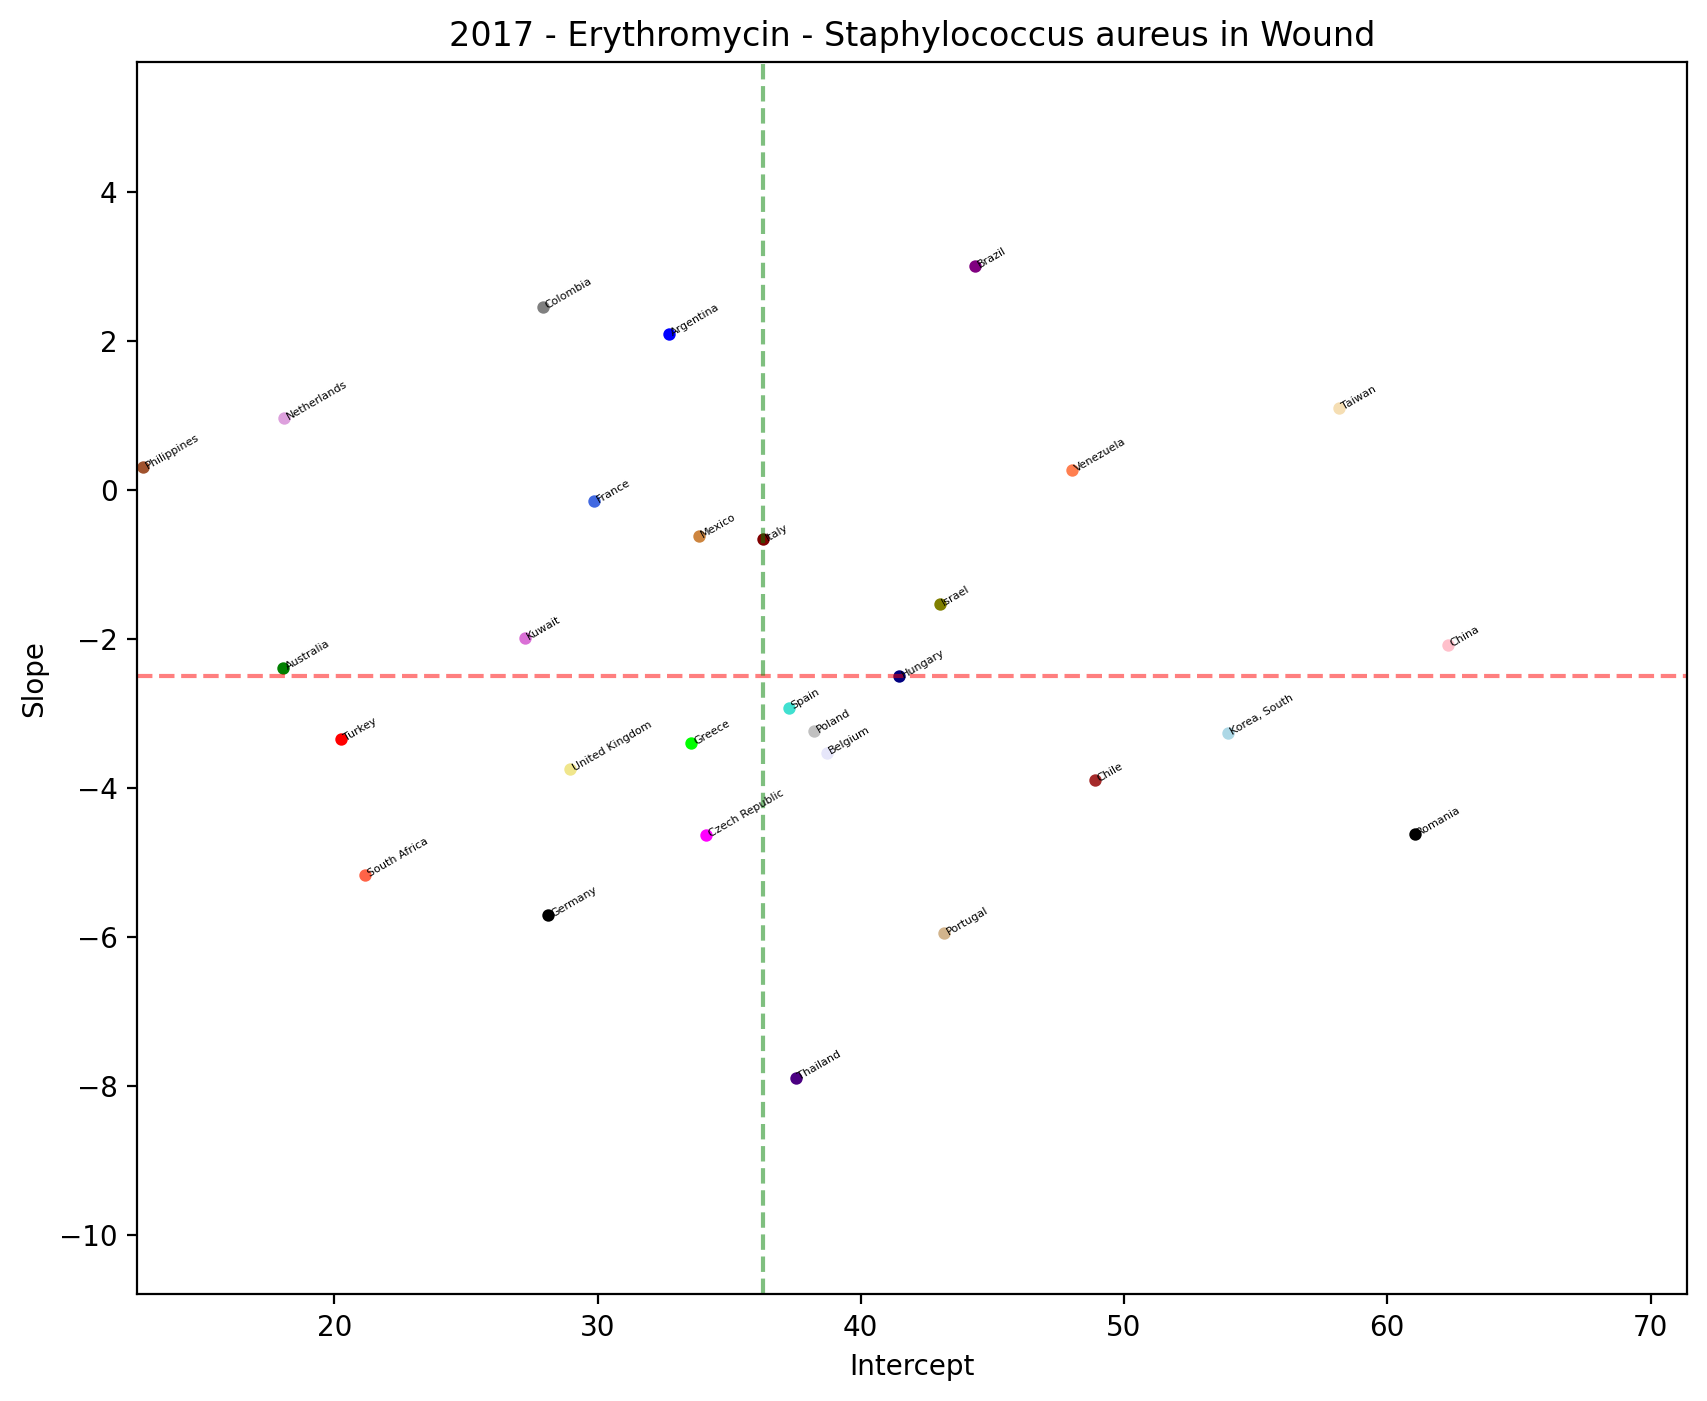 2017 - Erythromycin - Staphylococcus aureus in Wound
4
2
0
−2
−4
−6
−8
−10
Slope
Brazil
Colombia
Argentina
Netherlands
Taiwan
Philippines
Venezuela
France
Mexico
Italy
Israel
Kuwait
China
Australia
Hungary
Spain
Poland
Korea, South
Turkey
Greece
Belgium
United Kingdom
Chile
Czech Republic
Romania
South Africa
Germany
Portugal
Thailand
20
30
40
50
60
70
Intercept